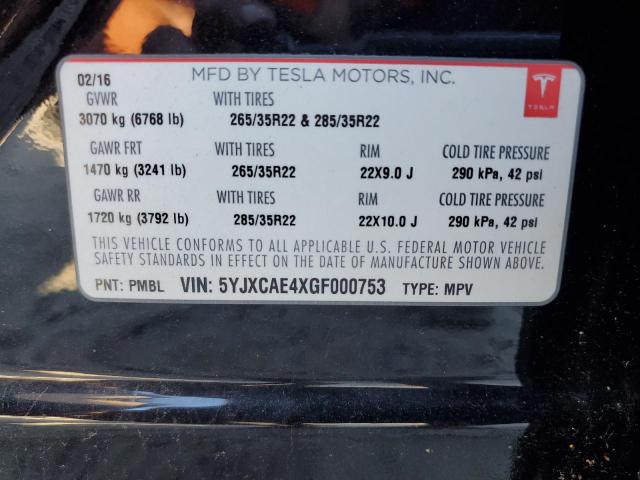 02/16 MFD BY TESLA MOTORS, INC.
GVWR WITH TIRES
3070 kg (6768 lb) 265/35R22 & 285/35R22
TESLA
GAWR FRT WITH TIRES RIM COLD TIRE PRESSURE
1470 kg (3241 lb) 265/35R22 22X9.0 J 290 kPa, 42 psi
GAWR RR WITH TIRES RIM COLD TIRE PRESSURE
1720 kg (3792 lb) 285/35R22 22X10.0 J 290 kPa, 42 psi
THIS VEHICLE CONFORMS TO ALL APPLICABLE U.S. FEDERAL MOTOR VEHICLE
SAFETY STANDARDS IN EFFECT ON THE DATE OF MANUFACTURE SHOWN ABOVE.
PNT: PMBL VIN: 5YJXCAE4XGF000753 TYPE: MPV